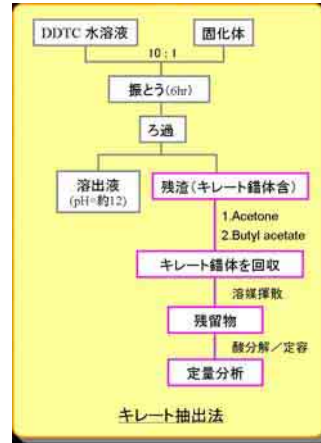 DDTC 水溶液
固化体
10 : 1
振とう(6hr)
ろ過
溶出液
(pH=約12)
残渣(キレート錯体含)
1.Acetone
2.Butyl acetate
キレート錯体を回収
溶媒揮散
残留物
酸分解/定容
定量分析
キレート抽出法